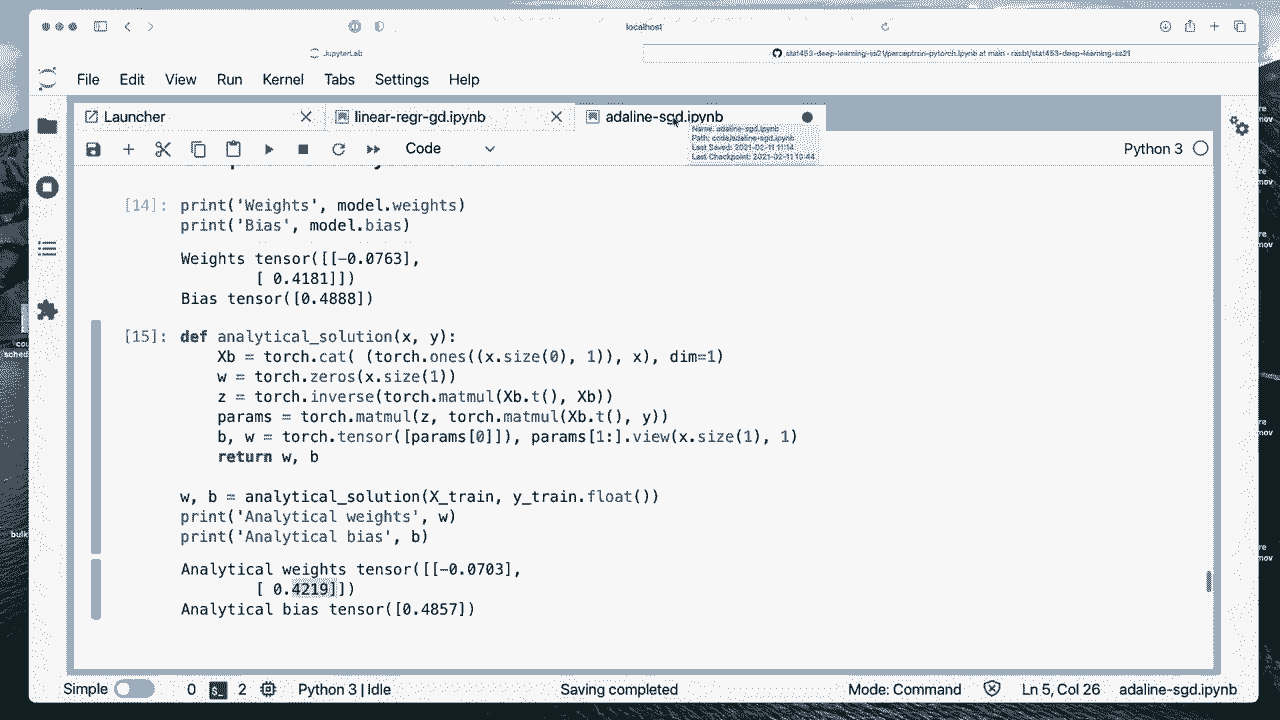 localhost
JupyterLab
stat453-deep-learning-ss21/perceptron-pytorch.ipynb at main · rasbt/stat453-deep-learning-ss21
File Edit View Run Kernel Tabs Settings Help
Launcher linear-regr-gd.ipynb adaline-sgd.ipynb
Name: adaline-sgd.ipynb
Path: code/adaline-sgd.ipynb
Last Saved: 2021-02-11 11:14
Last Checkpoint: 2021-02-11 10:44
Code Python 3
[14]: print('Weights', model.weights)
print('Bias', model.bias)
Weights tensor([[-0.0763],
[ 0.4181]])
Bias tensor([0.4888])
[15]: def analytical_solution(x, y):
Xb = torch.cat( (torch.ones((x.size(0), 1)), x), dim=1)
w = torch.zeros(x.size(1))
z = torch.inverse(torch.matmul(Xb.t(), Xb))
params = torch.matmul(z, torch.matmul(Xb.t(), y))
b, w = torch.tensor([params[0]]), params[1:].view(x.size(1), 1)
return w, b
w, b = analytical_solution(X_train, y_train.float())
print('Analytical weights', w)
print('Analytical bias', b)
Analytical weights tensor([[-0.0703],
[ 0.4219]])
Analytical bias tensor([0.4857])
Simple 0 2 Python 3 | Idle Saving completed Mode: Command Ln 5, Col 26 adaline-sgd.ipynb